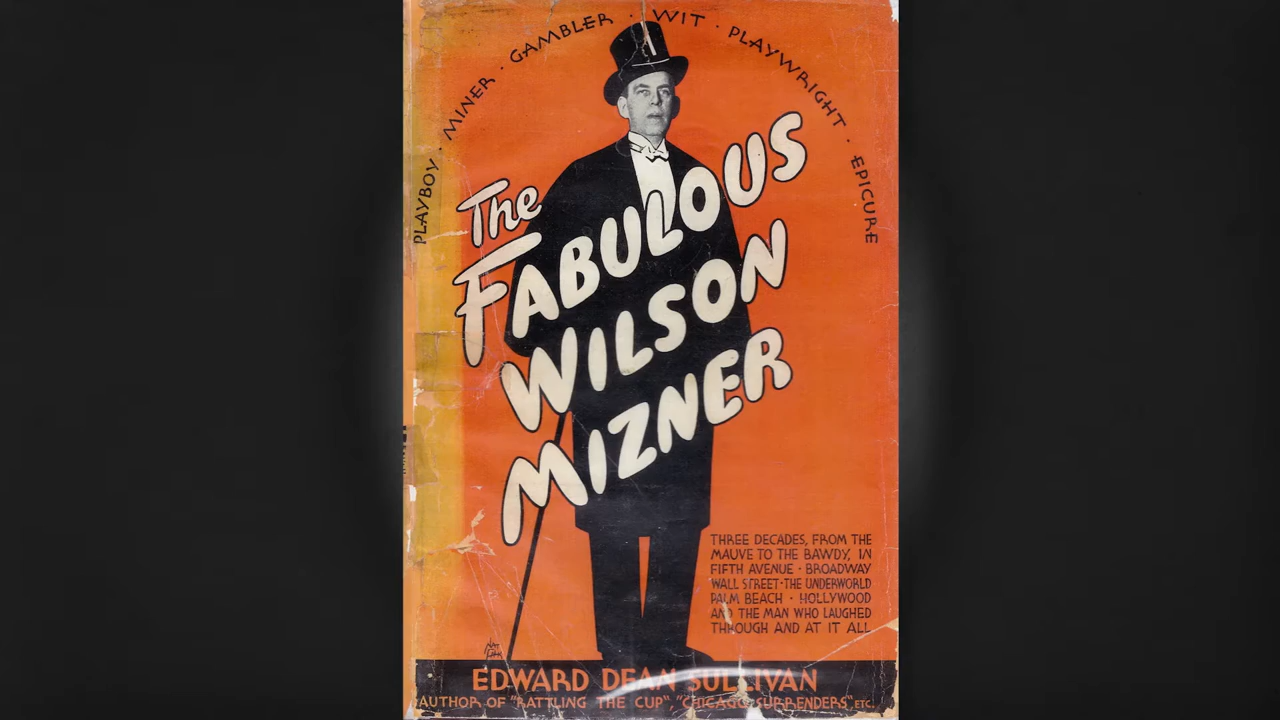 PLAYBOY · MINER · GAMBLER · WIT · PLAYWRIGHT · EPICURE
The
FABULOUS
WILSON
MIZNER
THREE DECADES, FROM THE
MAUVE TO THE BAWDY, IN
FIFTH AVENUE · BROADWAY
WALL STREET · THE UNDERWORLD
PALM BEACH · HOLLYWOOD
AND THE MAN WHO LAUGHED
THROUGH AND AT IT ALL
EDWARD DEAN SULLIVAN
AUTHOR OF "RATTLING THE CUP", "CHICAGO SURRENDERS", ETC.